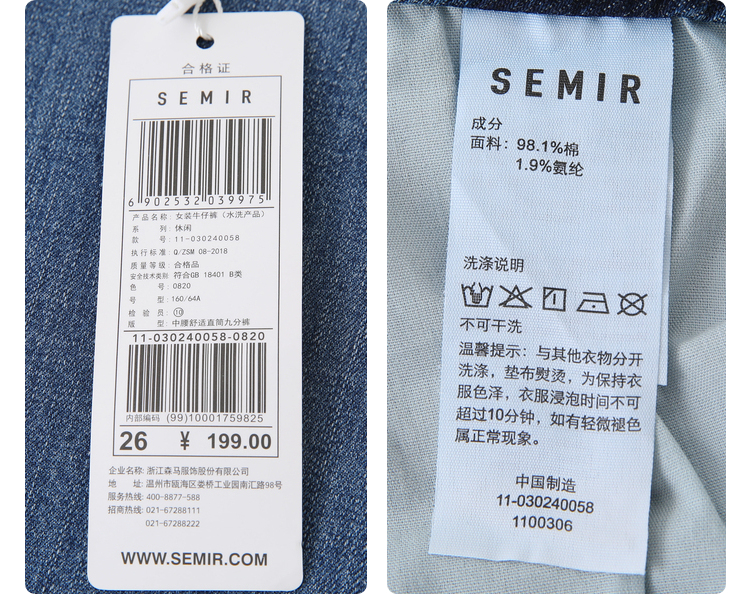 合格证
SEMIR
6 902532 039975
产品名称: 女装牛仔裤（水洗产品）
系 列: 休闲
款 号: 11-030240058
执行标准 Q/ZSM 08-2018
质量等级: 合格品
安全技术类别 符合GB 18401 B类
色 号: 0820
号 型: 160/64A
检 验 员: ⑩
版 型: 中腰舒适直筒九分裤
11-030240058-0820
内部编码 (99)10001759825
26 ¥ 199.00
企业名称: 浙江森马服饰股份有限公司
地 址: 温州市瓯海区娄桥工业园南汇路98号
服务热线: 400-8877-588
招商热线: 021-67288111
021-67288222
WWW.SEMIR.COM
SEMIR
成分
面料: 98.1%棉
1.9%氨纶
洗涤说明
不可干洗
温馨提示: 与其他衣物分开
洗涤，垫布熨烫，为保持衣
服色泽，衣服浸泡时间不可
超过10分钟，如有轻微褪色
属正常现象。
中国制造
11-030240058
1100306